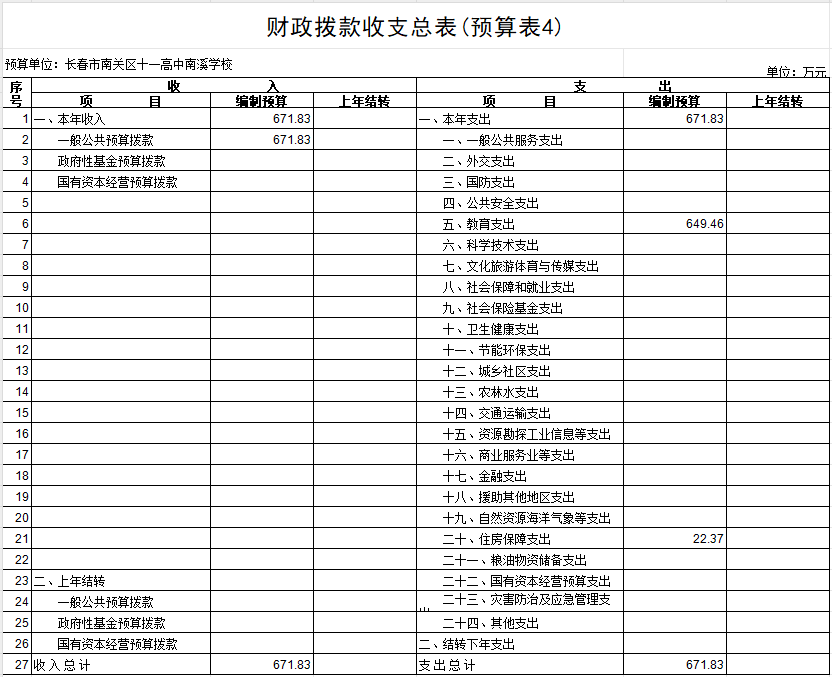 财政拨款收支总表(预算表4)
预算单位：长春市南关区十一高中南溪学校
单位：万元
序号 收 入 支 出
项 目 编制预算 上年结转 项 目 编制预算 上年结转
1 一、本年收入 671.83 一、本年支出 671.83
2 一般公共预算拨款 671.83 一、一般公共服务支出
3 政府性基金预算拨款 二、外交支出
4 国有资本经营预算拨款 三、国防支出
5 四、公共安全支出
6 五、教育支出 649.46
7 六、科学技术支出
8 七、文化旅游体育与传媒支出
9 八、社会保障和就业支出
10 九、社会保险基金支出
11 十、卫生健康支出
12 十一、节能环保支出
13 十二、城乡社区支出
14 十三、农林水支出
15 十四、交通运输支出
16 十五、资源勘探工业信息等支出
17 十六、商业服务业等支出
18 十七、金融支出
19 十八、援助其他地区支出
20 十九、自然资源海洋气象等支出
21 二十、住房保障支出 22.37
22 二十一、粮油物资储备支出
23 二、上年结转 二十二、国有资本经营预算支出
24 一般公共预算拨款 二十三、灾害防治及应急管理支出
25 政府性基金预算拨款 二十四、其他支出
26 国有资本经营预算拨款 二、结转下年支出
27 收入总计 671.83 支出总计 671.83